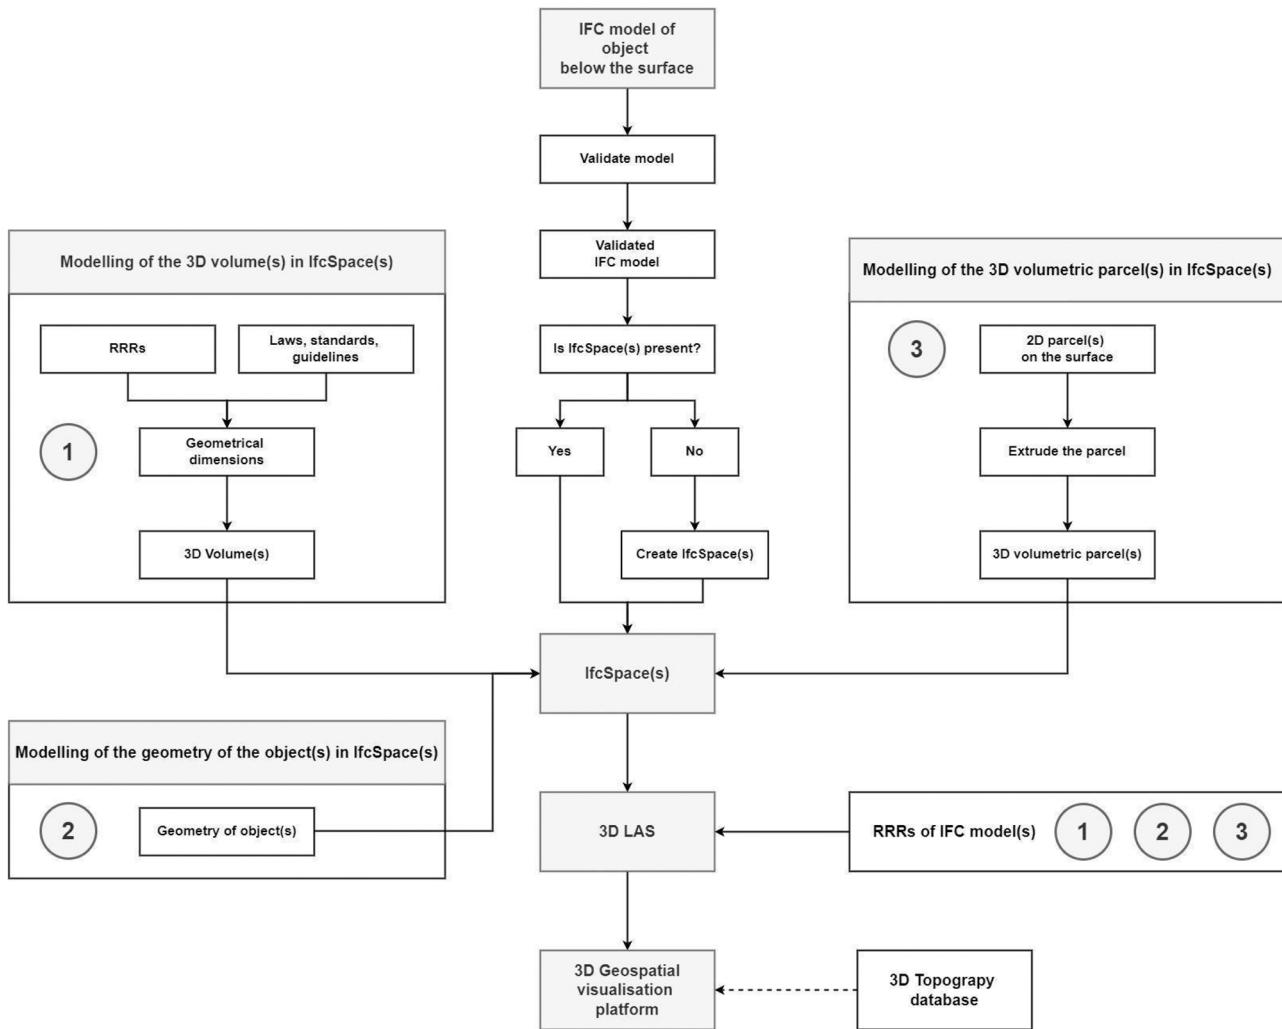 IFC model of
object
below the surface
Validate model
Validated
IFC model
Is IfcSpace(s) present?
Yes
No
Create IfcSpace(s)
Modelling of the 3D volume(s) in IfcSpace(s)
RRRs
Laws, standards,
guidelines
1
Geometrical
dimensions
3D Volume(s)
Modelling of the 3D volumetric parcel(s) in IfcSpace(s)
3
2D parcel(s)
on the surface
Extrude the parcel
3D volumetric parcel(s)
IfcSpace(s)
Modelling of the geometry of the object(s) in IfcSpace(s)
2
Geometry of object(s)
3D LAS
RRRs of IFC model(s)
1
2
3
3D Geospatial
visualisation
platform
3D Topograpy
database